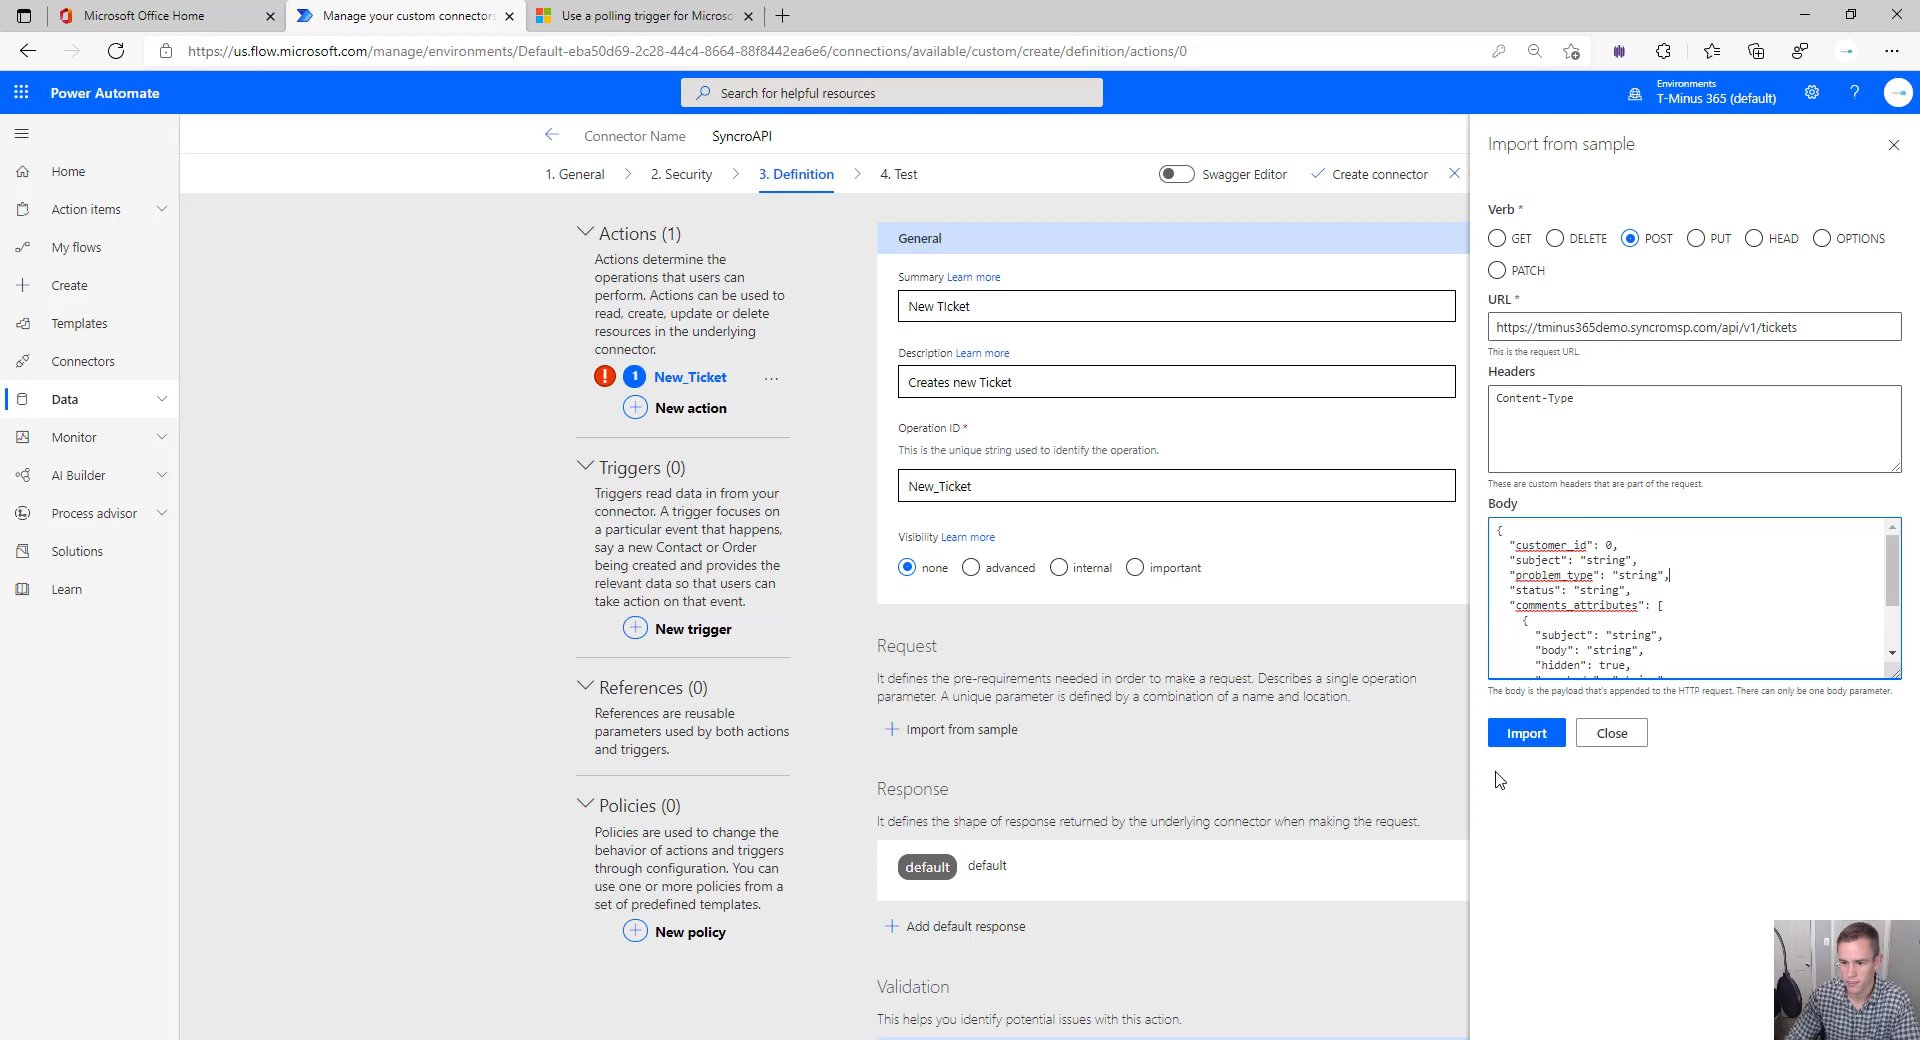 Microsoft Office Home
Manage your custom connectors
Use a polling trigger for Microso
https://us.flow.microsoft.com/manage/environments/Default-eba50d69-2c28-44c4-8664-88f8442ea6e6/connections/available/custom/create/definition/actions/0
Power Automate
Search for helpful resources
Environments
T-Minus 365 (default)
Home
Action items
My flows
Create
Templates
Connectors
Data
Monitor
AI Builder
Process advisor
Solutions
Learn
Connector Name SyncroAPI
1. General
2. Security
3. Definition
4. Test
Swagger Editor
Create connector
Actions (1)
Actions determine the
operations that users can
perform. Actions can be used to
read, create, update or delete
resources in the underlying
connector.
1 New_Ticket ...
New action
Triggers (0)
Triggers read data in from your
connector. A trigger focuses on
a particular event that happens,
say a new Contact or Order
being created and provides the
relevant data so that users can
take action on that event.
New trigger
References (0)
References are reusable
parameters used by both actions
and triggers.
Policies (0)
Policies are used to change the
behavior of actions and triggers
through configuration. You can
use one or more policies from a
set of predefined templates.
New policy
General
Summary Learn more
New TIcket
Description Learn more
Creates new Ticket
Operation ID *
This is the unique string used to identify the operation.
New_Ticket
Visibility Learn more
none advanced internal important
Request
It defines the pre-requirements needed in order to make a request. Describes a single operation
parameter. A unique parameter is defined by a combination of a name and location.
Import from sample
Response
It defines the shape of response returned by the underlying connector when making the request.
default default
Add default response
Validation
This helps you identify potential issues with this action.
Import from sample
Verb *
GET DELETE POST PUT HEAD OPTIONS
PATCH
URL *
https://tminus365demo.syncromsp.com/api/v1/tickets
This is the request URL.
Headers
Content-Type
These are custom headers that are part of the request.
Body
{
"customer_id": 0,
"subject": "string",
"problem_type": "string",
"status": "string",
"comments_attributes": [
{
"subject": "string",
"body": "string",
"hidden": true,
The body is the payload that's appended to the HTTP request. There can only be one body parameter.
Import
Close